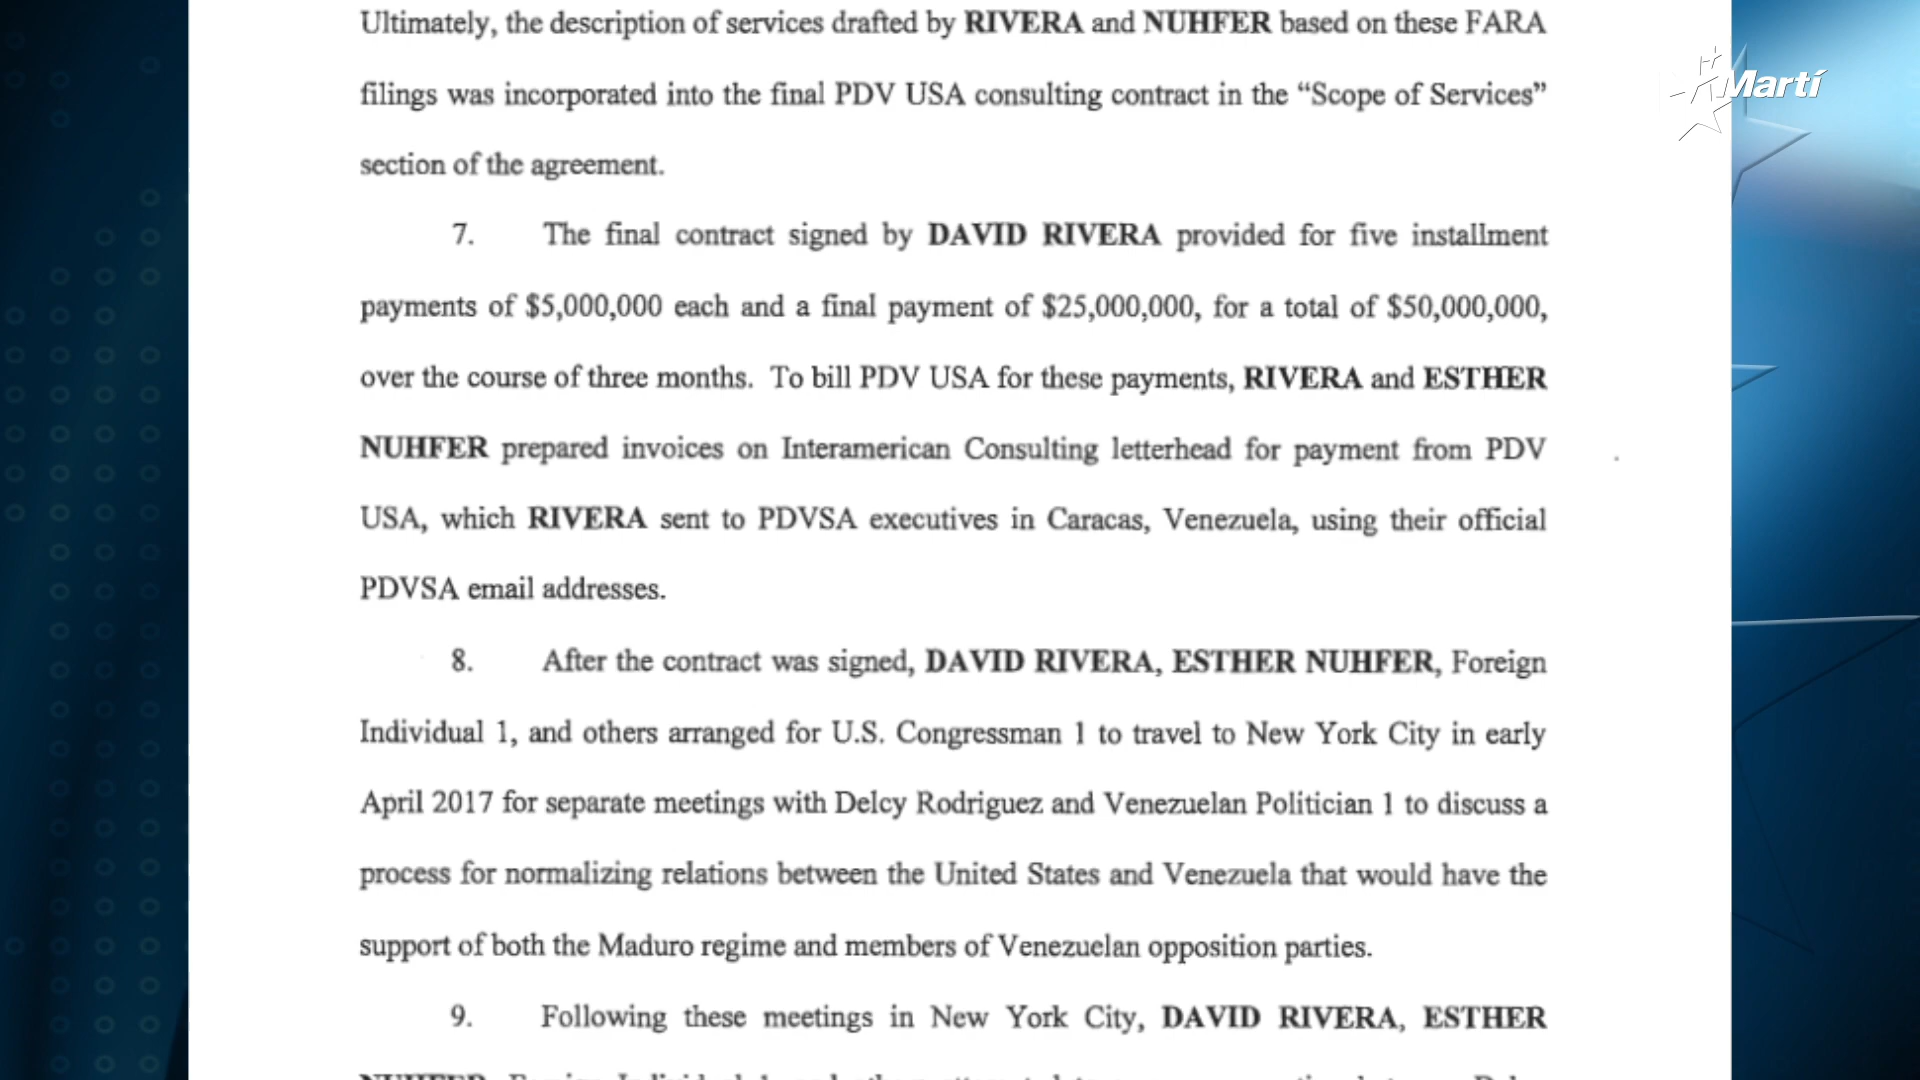 Ultimately, the description of services drafted by RIVERA and NUHFER based on these FARA
filings was incorporated into the final PDV USA consulting contract in the “Scope of Services”
section of the agreement.
7. The final contract signed by DAVID RIVERA provided for five installment
payments of $5,000,000 each and a final payment of $25,000,000, for a total of $50,000,000,
over the course of three months. To bill PDV USA for these payments, RIVERA and ESTHER
NUHFER prepared invoices on Interamerican Consulting letterhead for payment from PDV
USA, which RIVERA sent to PDVSA executives in Caracas, Venezuela, using their official
PDVSA email addresses.
8. After the contract was signed, DAVID RIVERA, ESTHER NUHFER, Foreign
Individual 1, and others arranged for U.S. Congressman 1 to travel to New York City in early
April 2017 for separate meetings with Delcy Rodriguez and Venezuelan Politician 1 to discuss a
process for normalizing relations between the United States and Venezuela that would have the
support of both the Maduro regime and members of Venezuelan opposition parties.
9. Following these meetings in New York City, DAVID RIVERA, ESTHER
Martí